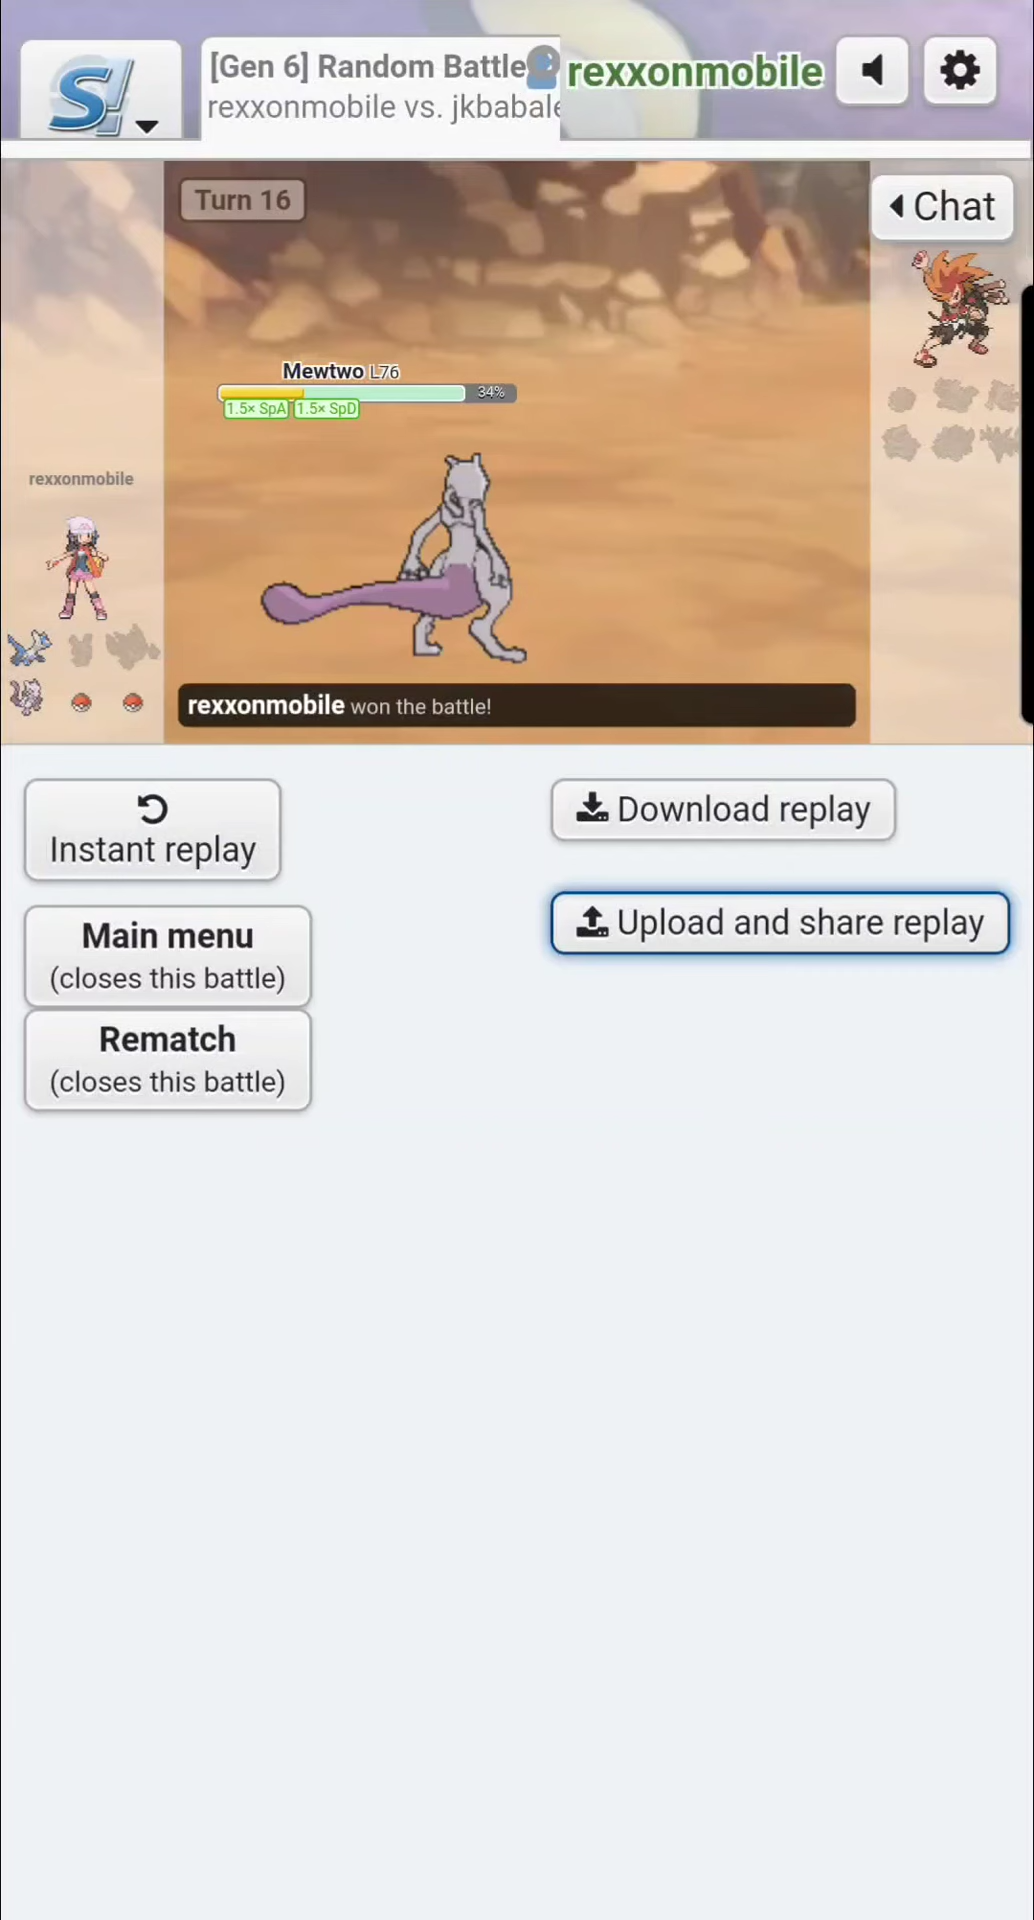 [Gen 6] Random Battle
rexxonmobile vs. jkbabale
rexxonmobile
Turn 16
Chat
Mewtwo L76
34%
1.5× SpA 1.5× SpD
rexxonmobile
rexxonmobile won the battle!
Instant replay
Download replay
Upload and share replay
Main menu
(closes this battle)
Rematch
(closes this battle)